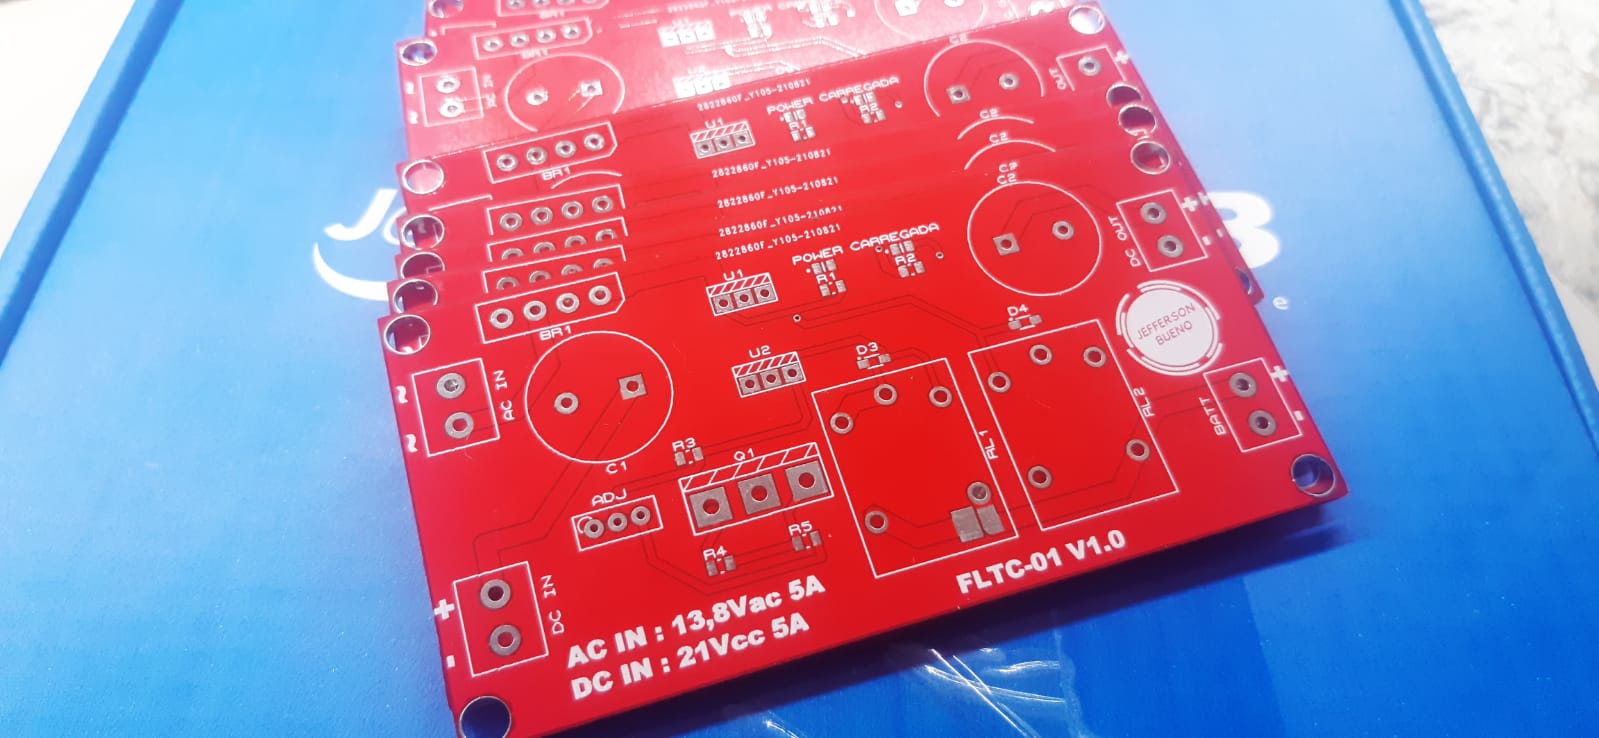 BR1
BR1
C2
OUT
+
2822860F_Y105-210821
POWER CARREGADA
U1
R1
R2
BR1
C2
C2
C2
2822860F_Y105-210821
2822860F_Y105-210821
2822860F_Y105-210821
2822860F_Y105-210821
POWER CARREGADA
U1
R1
R2
C2
DC OUT
+
-
BR1
D4
JEFFERSON
BUENO
U2
D3
~
~
AC IN
C1
RL1
RL2
BATT
+
-
R3
Q1
ADJ
R4
R5
+
-
DC IN
FLTC-01 V1.0
AC IN : 13,8Vac 5A
DC IN : 21Vcc 5A
J
B
e